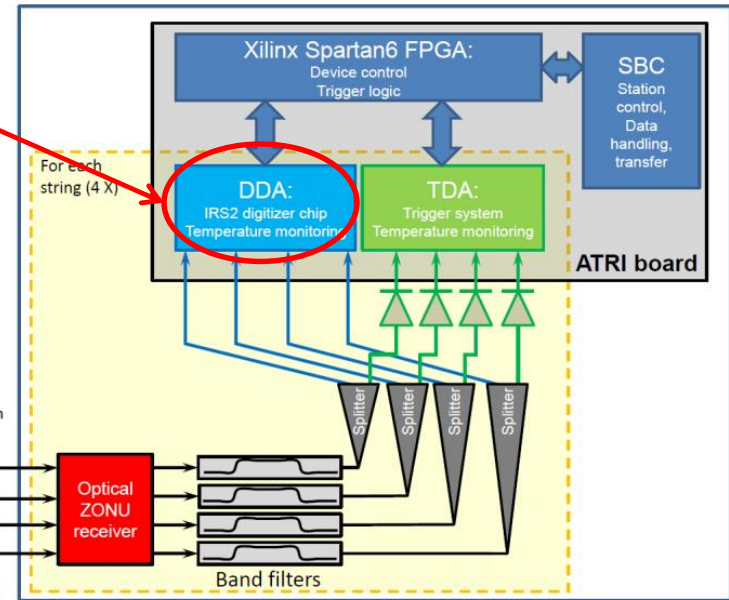 Xilinx Spartan6 FPGA:
Device control
Trigger logic
SBC
Station
control,
Data
handling,
transfer
For each
string (4 X)
DDA:
IRS2 digitizer chip
Temperature monitoring
TDA:
Trigger system
Temperature monitoring
ATRI board
Splitter
Splitter
Splitter
Splitter
Optical
ZONU
receiver
Band filters